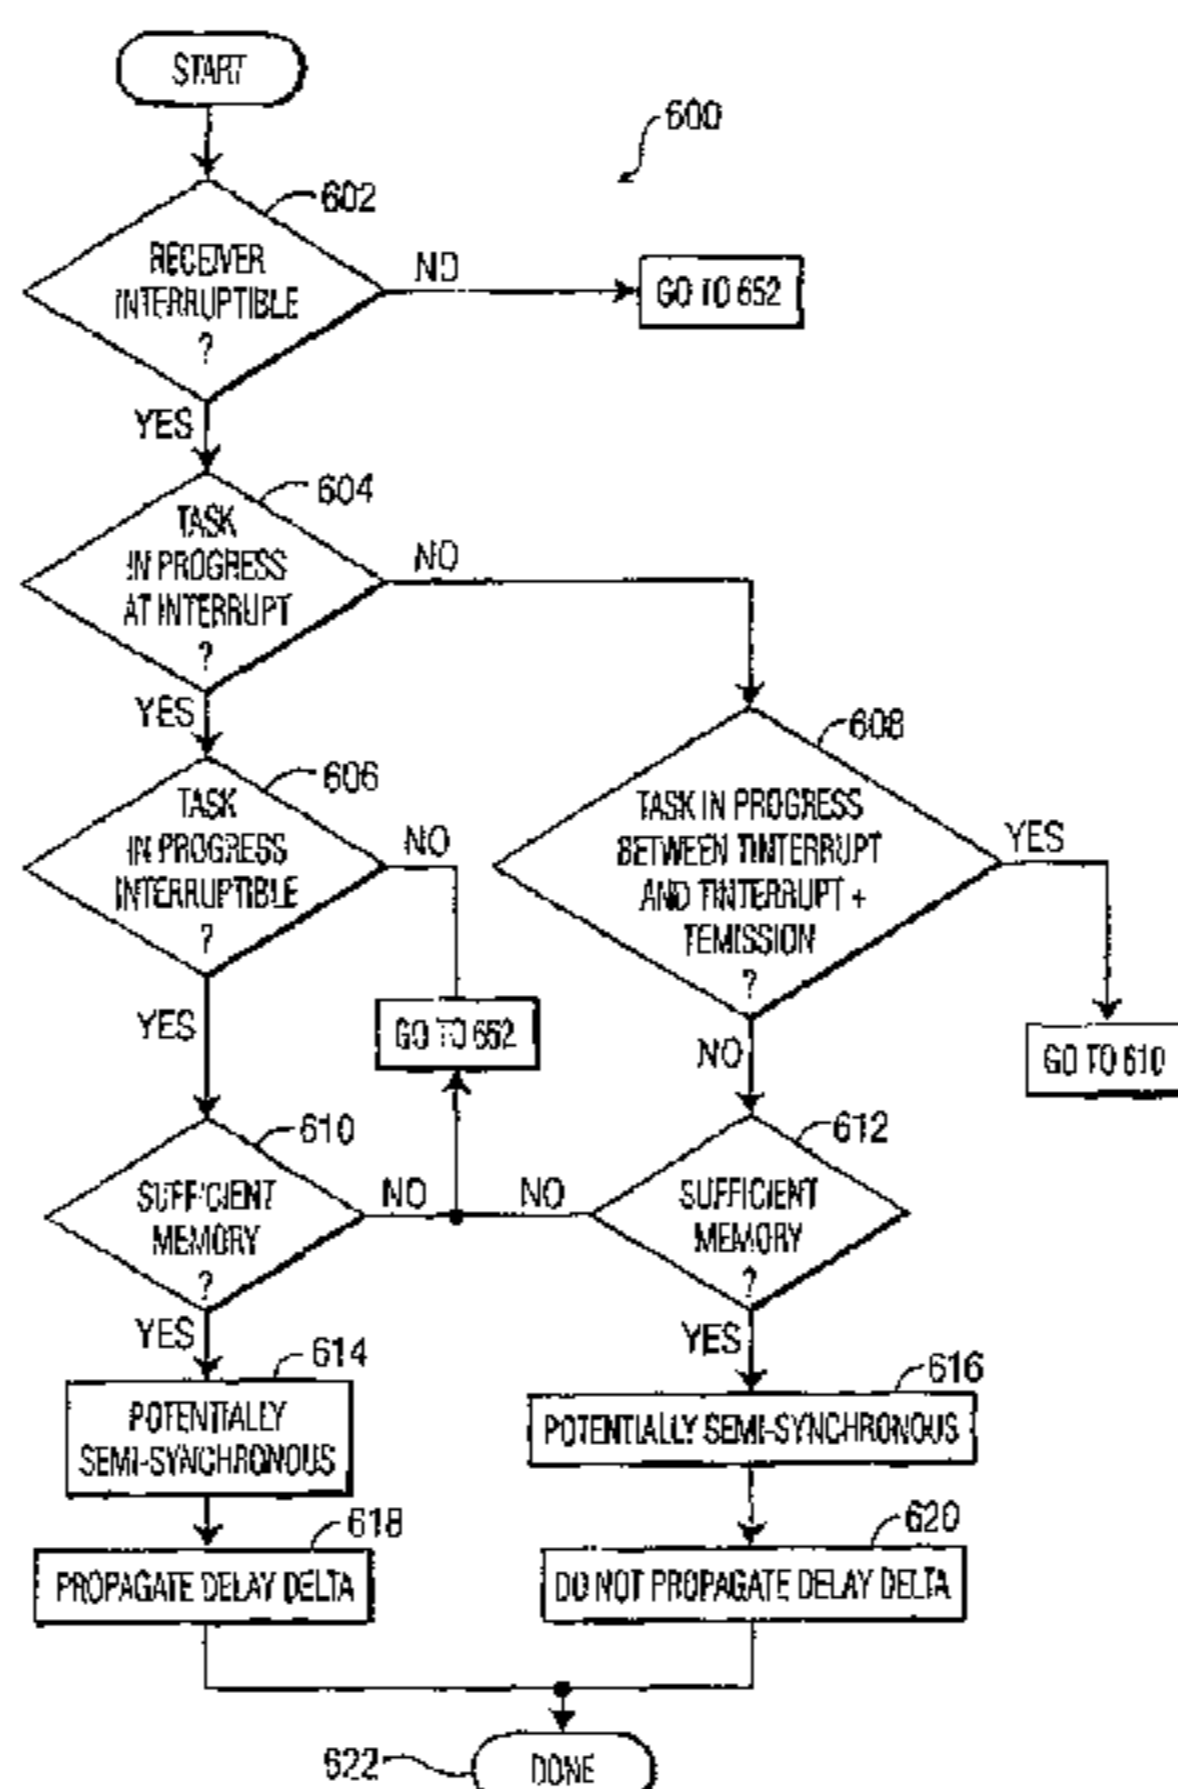 START
600
602
RECEIVER
INTERRUPTIBLE
?
NO
GO TO 652
YES
604
TASK
IN PROGRESS
AT INTERRUPT
?
NO
YES
606
TASK
IN PROGRESS
INTERRUPTIBLE
?
NO
608
TASK IN PROGRESS
BETWEEN TINTERRUPT
AND TINTERRUPT +
TEMISSION
?
YES
YES
GO TO 652
NO
GO TO 610
610
SUFFICIENT
MEMORY
?
NO
NO
612
SUFFICIENT
MEMORY
?
YES
YES
614
POTENTIALLY
SEMI-SYNCHRONOUS
616
POTENTIALLY SEMI-SYNCHRONOUS
618
PROPAGATE DELAY DELTA
620
DO NOT PROPAGATE DELAY DELTA
622
DONE